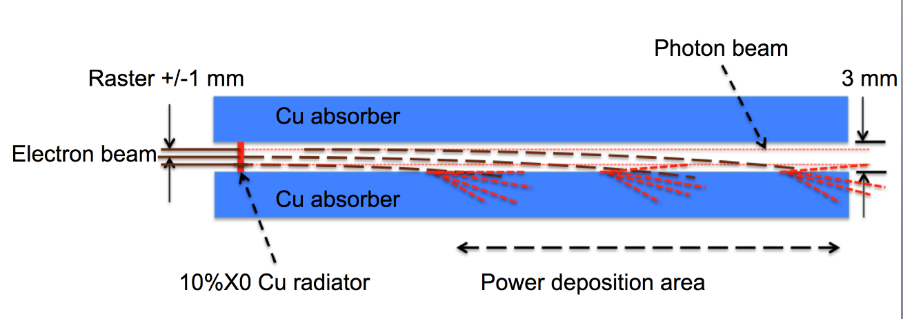 Photon beam
Raster +/-1 mm
3 mm
Cu absorber
Electron beam
Cu absorber
10%X0 Cu radiator
Power deposition area